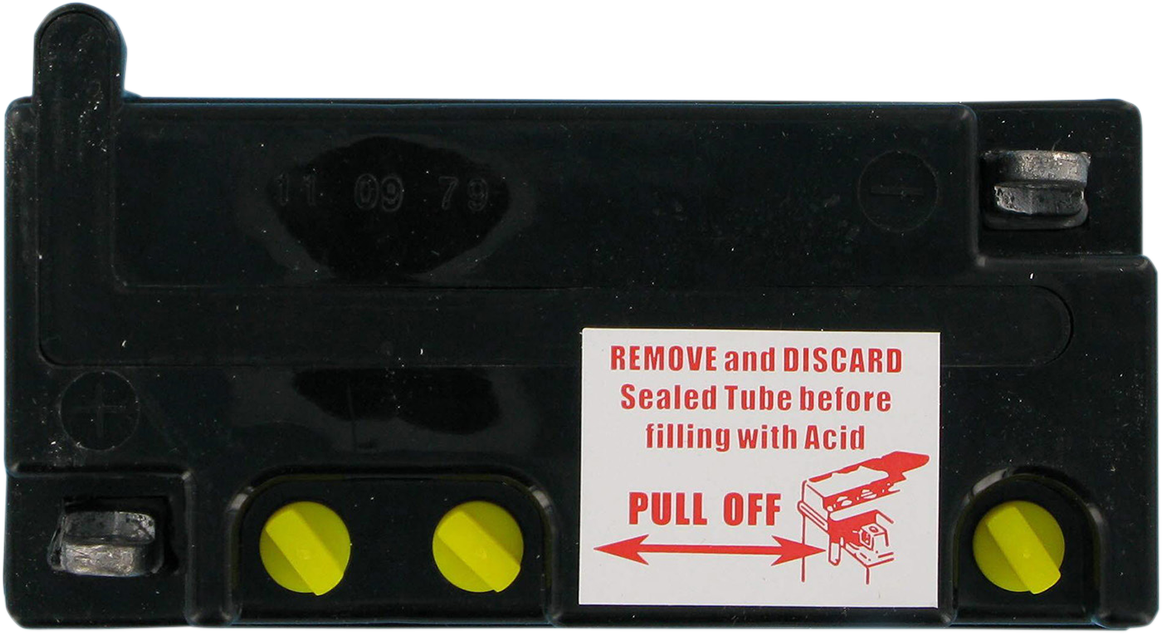 11 09 79
−
REMOVE and DISCARD
Sealed Tube before
filling with Acid
PULL OFF
+